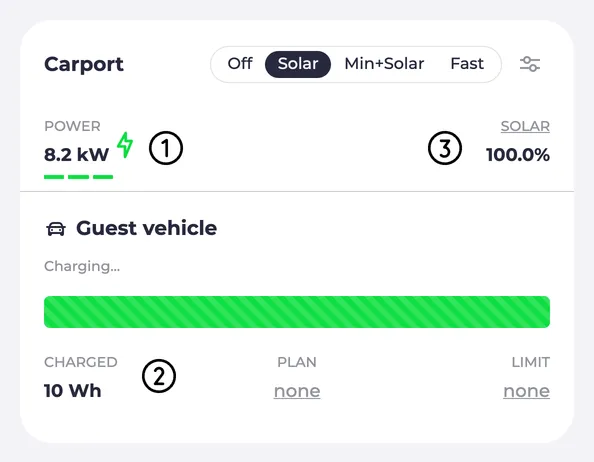 Carport Off Solar Min+Solar Fast
POWER SOLAR
8.2 kW 1 3 100.0%
Guest vehicle
Charging...
CHARGED PLAN LIMIT
10 Wh 2 none none